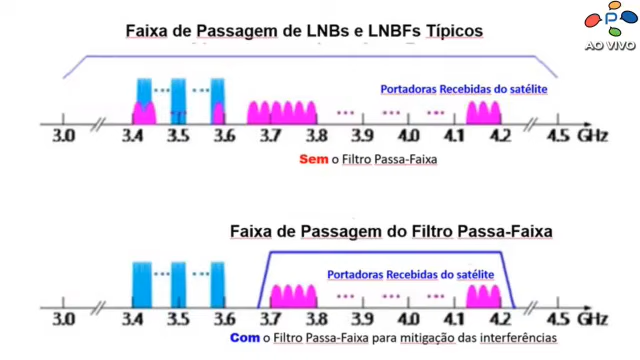 Faixa de Passagem de LNBs e LNBFs Típicos
P
AO VIVO
Portadoras Recebidas do satélite
3.0 3.4 3.5 3.6 3.7 3.8 3.9 4.0 4.1 4.2 4.5 GHz
Sem o Filtro Passa-Faixa
Faixa de Passagem do Filtro Passa-Faixa
Portadoras Recebidas do satélite
3.0 3.4 3.5 3.6 3.7 3.8 3.9 4.0 4.1 4.2 4.5 GHz
Com o Filtro Passa-Faixa para mitigação das interferências